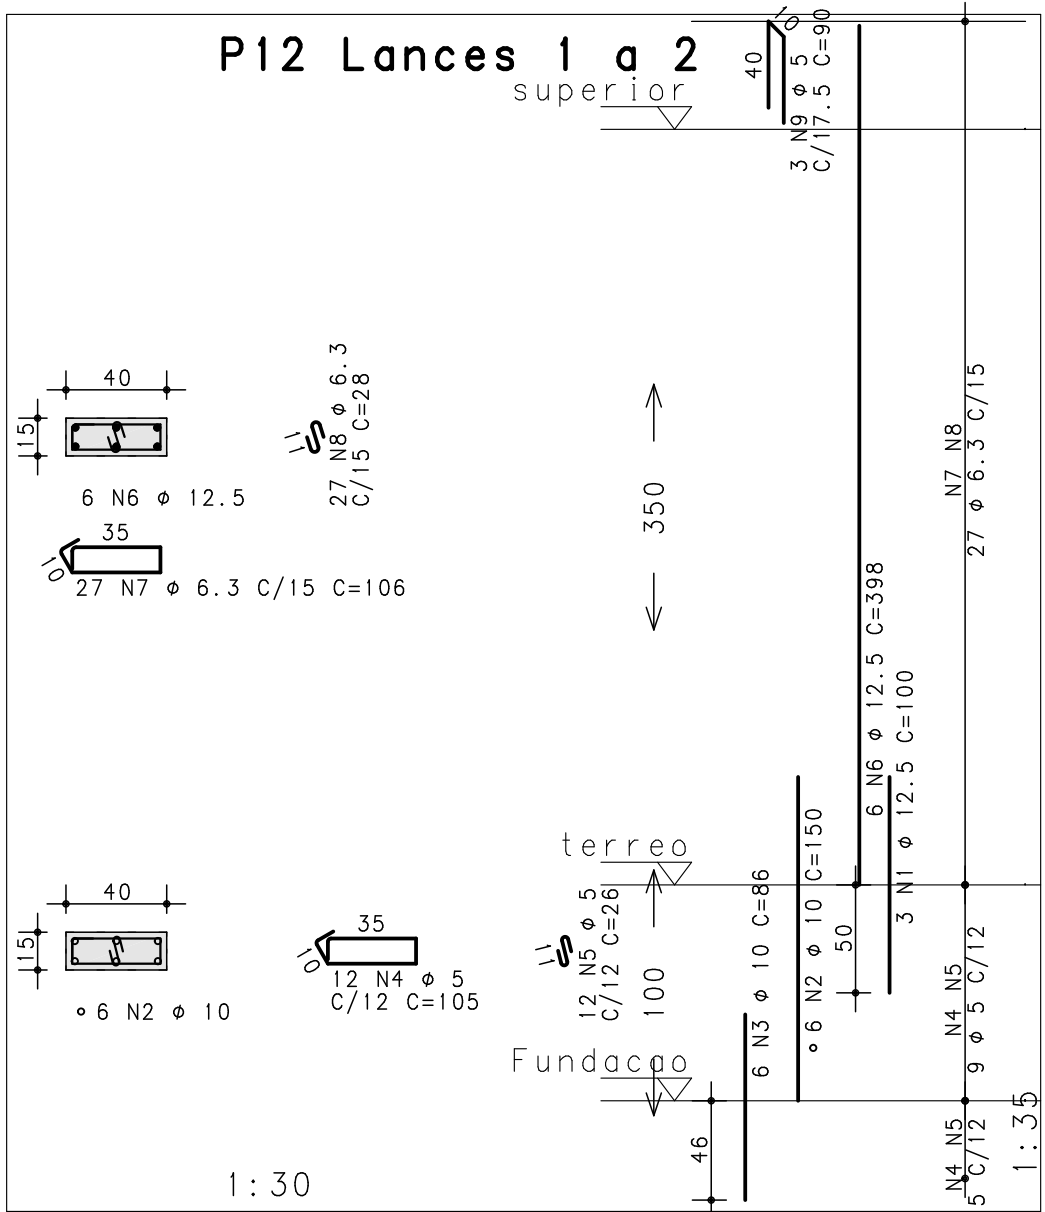 P12 Lances 1 a 2
superior
10
40
3 N9 φ 5
C/17.5 C=90
40
15
6 N6 φ 12.5
11
27 N8 φ 6.3
C/15 C=28
35
10
27 N7 φ 6.3 C/15 C=106
350
N7 N8
27 φ 6.3 C/15
6 N6 φ 12.5 C=398
3 N1 φ 12.5 C=100
terreo
40
15
6 N2 φ 10
35
10
12 N4 φ 5
C/12 C=105
11
12 N5 φ 5
C/12 C=26
100
6 N3 φ 10 C=86
6 N2 φ 10 C=150
50
N4 N5
9 φ 5 C/12
Fundacao
46
N4 N5
5 C/12
1:35
1:30